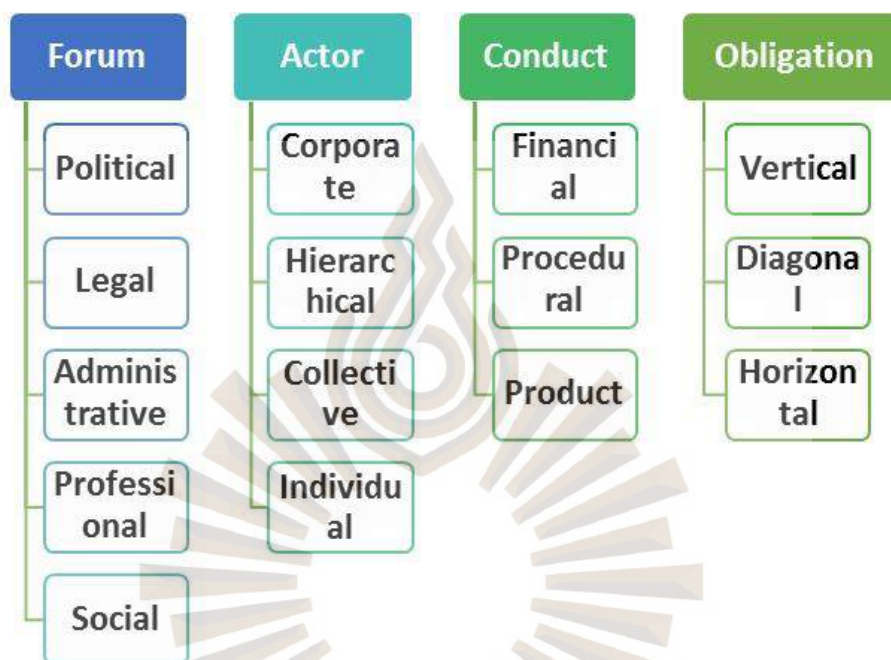 Forum
Political
Legal
Adminis
trative
Professi
onal
Social
Actor
Corpora
te
Hierarc
hical
Collecti
ve
Individu
al
Conduct
Financi
al
Procedu
ral
Product
Obligation
Vertical
Diagona
l
Horizon
tal